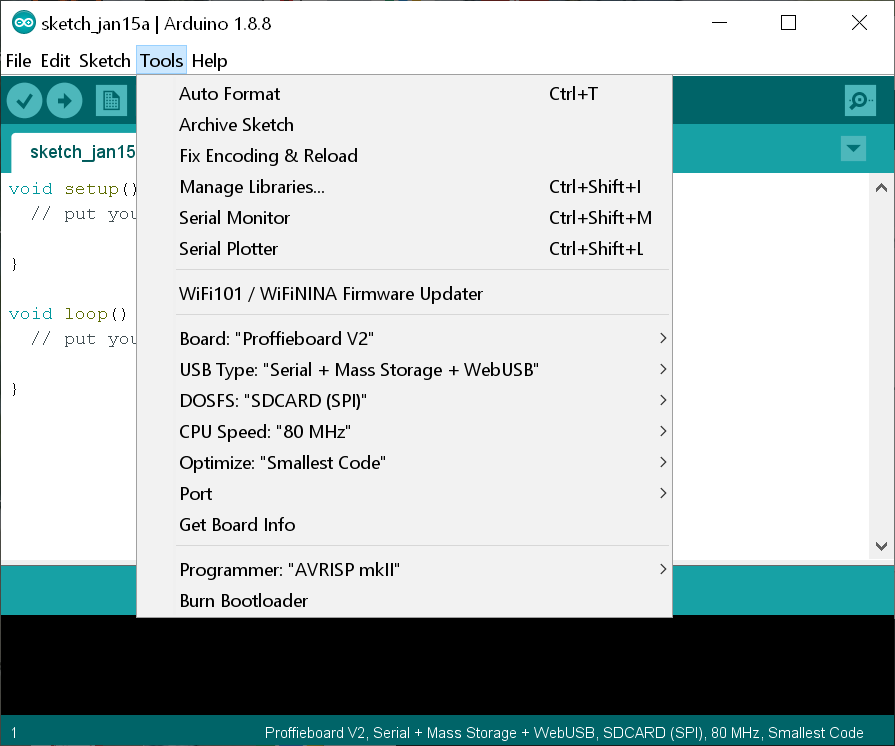 sketch_jan15a | Arduino 1.8.8
File Edit Sketch Tools Help
Auto Format Ctrl+T
Archive Sketch
Fix Encoding & Reload
Manage Libraries... Ctrl+Shift+I
Serial Monitor Ctrl+Shift+M
Serial Plotter Ctrl+Shift+L
WiFi101 / WiFiNINA Firmware Updater
Board: "Proffieboard V2"
USB Type: "Serial + Mass Storage + WebUSB"
DOSFS: "SDCARD (SPI)"
CPU Speed: "80 MHz"
Optimize: "Smallest Code"
Port
Get Board Info
Programmer: "AVRISP mkII"
Burn Bootloader
sketch_jan15
void setup()
// put you
}
void loop()
// put you
}
1 Proffieboard V2, Serial + Mass Storage + WebUSB, SDCARD (SPI), 80 MHz, Smallest Code